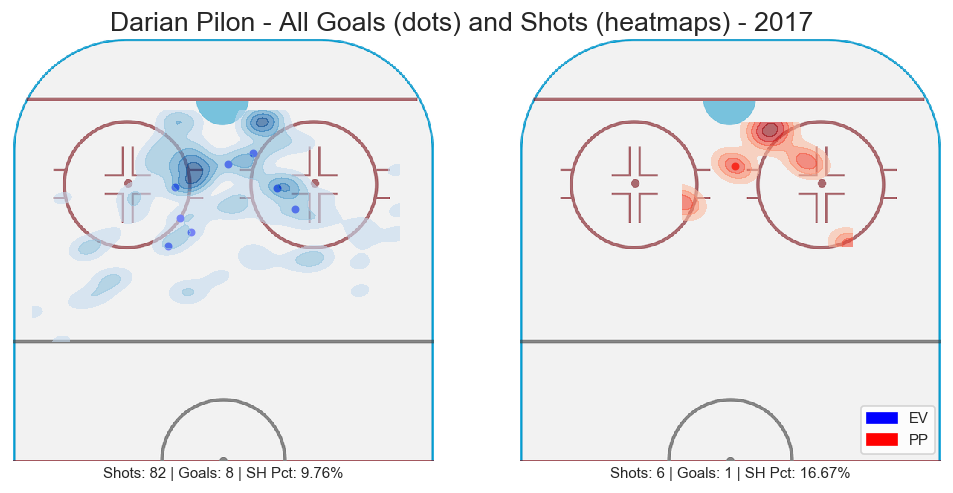 Darian Pilon - All Goals (dots) and Shots (heatmaps) - 2017
EV
PP
Shots: 82 | Goals: 8 | SH Pct: 9.76%
Shots: 6 | Goals: 1 | SH Pct: 16.67%